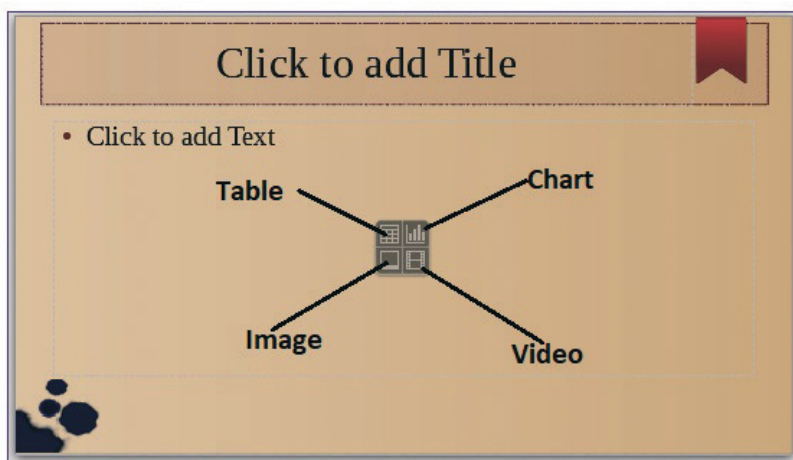 Click to add Title
• Click to add Text
Table
Chart
Image
Video